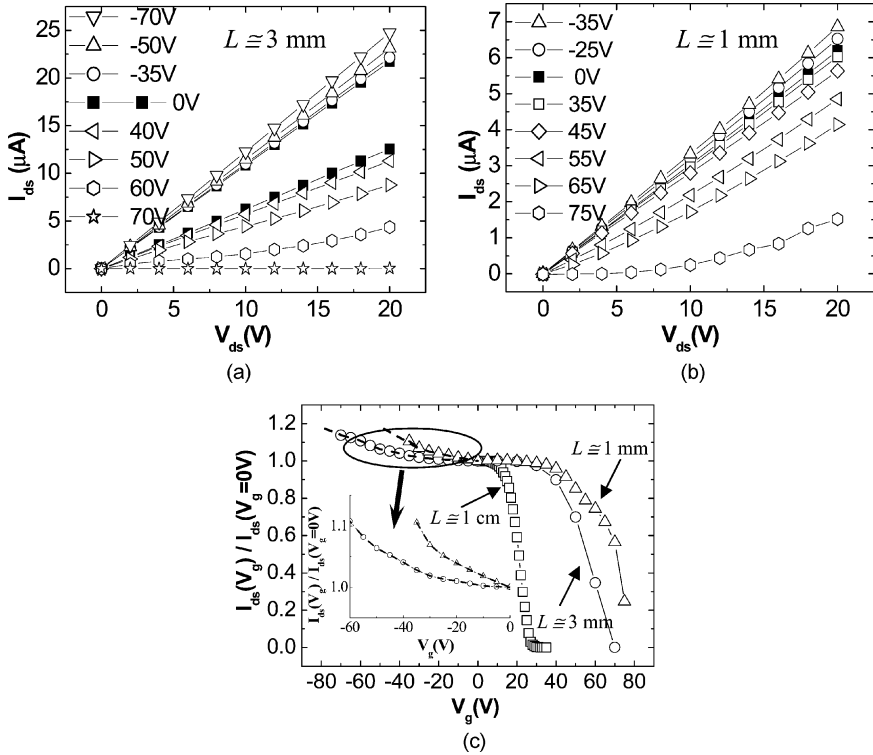 25
20
15
10
5
0
I_ds (μA)
-70V
-50V
-35V
0V
40V
50V
60V
70V
L ≅ 3 mm
0 5 10 15 20
V_ds(V)
(a)
7
6
5
4
3
2
1
0
I_ds (μA)
-35V
-25V
0V
35V
45V
55V
65V
75V
L ≅ 1 mm
0 5 10 15 20
V_ds(V)
(b)
1.2
1.0
0.8
0.6
0.4
0.2
0.0
I_ds(V_g) / I_ds(V_g=0V)
L ≅ 1 mm
L ≅ 1 cm
L ≅ 3 mm
1.1
1.0
I_ds(V_g) / I_ds(V_g=0V)
-60 -40 -20 0
V_g(V)
-80 -60 -40 -20 0 20 40 60 80
V_g(V)
(c)